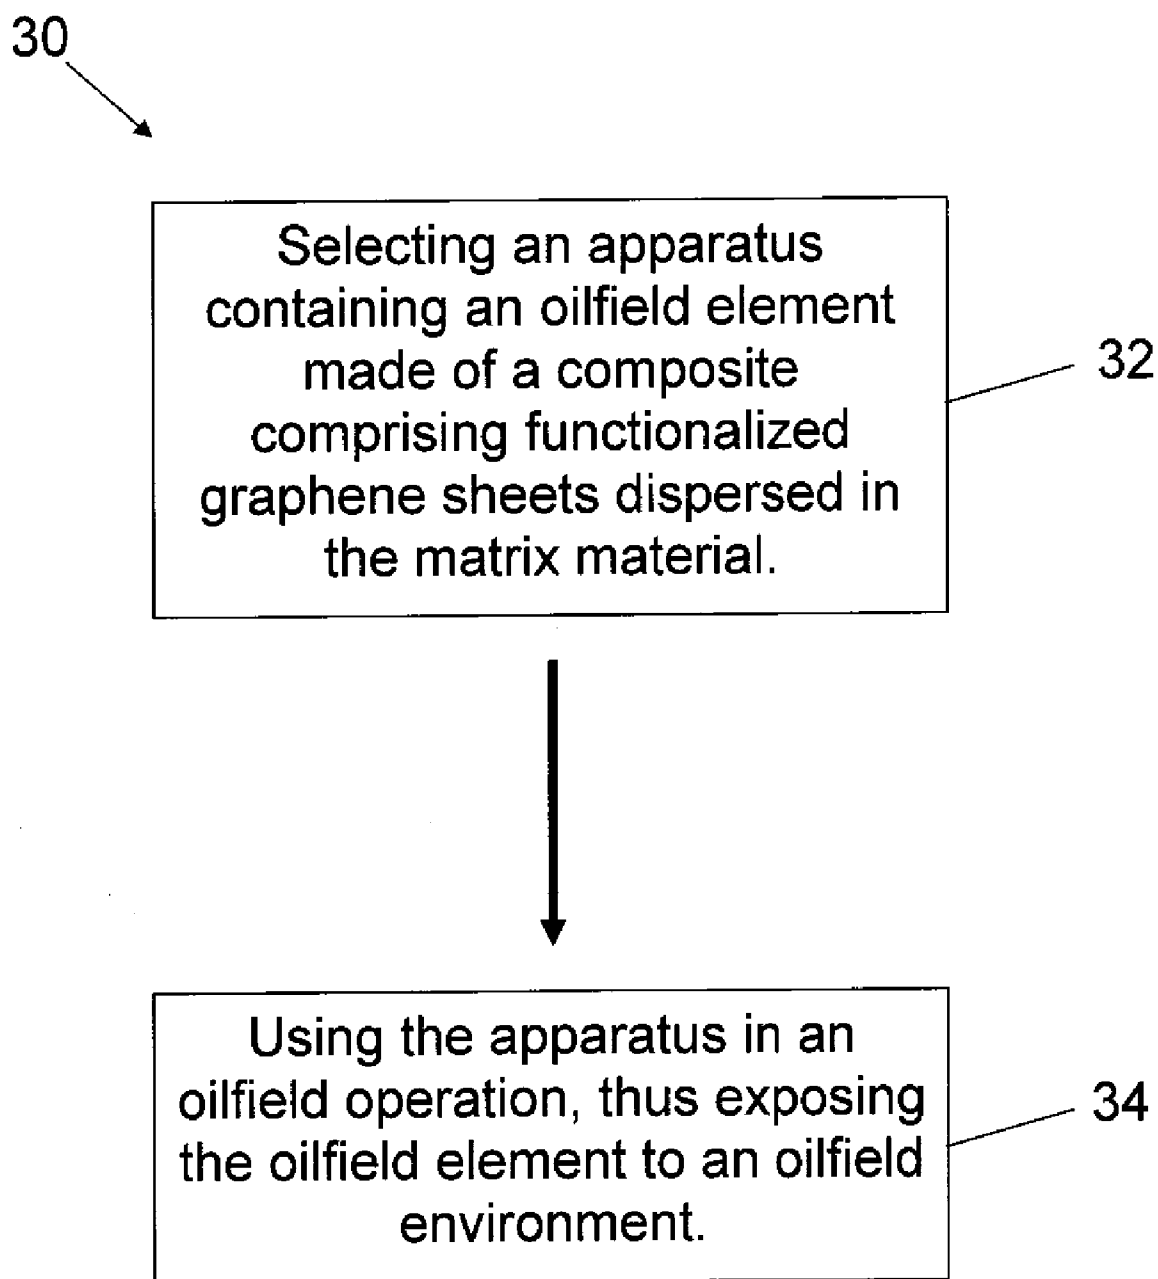 30
Selecting an apparatus
containing an oilfield element
made of a composite
comprising functionalized
graphene sheets dispersed in
the matrix material.
32
Using the apparatus in an
oilfield operation, thus exposing
the oilfield element to an oilfield
environment.
34